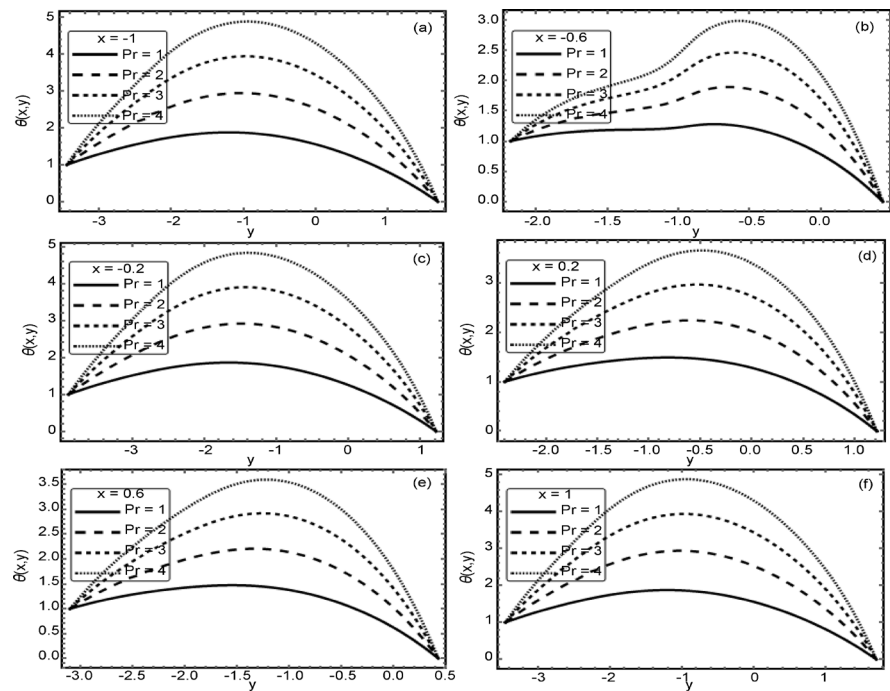 (a)
x = -1
Pr = 1
Pr = 2
Pr = 3
Pr = 4
θ(x,y)
5
4
3
2
1
0
-3 -2 -1 0 1
y
(b)
x = -0.6
Pr = 1
Pr = 2
Pr = 3
Pr = 4
θ(x,y)
3.0
2.5
2.0
1.5
1.0
0.5
0.0
-2.0 -1.5 -1.0 -0.5 0.0
y
(c)
x = -0.2
Pr = 1
Pr = 2
Pr = 3
Pr = 4
θ(x,y)
5
4
3
2
1
0
-3 -2 -1 0 1
y
(d)
x = 0.2
Pr = 1
Pr = 2
Pr = 3
Pr = 4
θ(x,y)
3
2
1
0
-2.0 -1.5 -1.0 -0.5 0.0 0.5 1.0
y
(e)
x = 0.6
Pr = 1
Pr = 2
Pr = 3
Pr = 4
θ(x,y)
3.5
3.0
2.5
2.0
1.5
1.0
0.5
0.0
-3.0 -2.5 -2.0 -1.5 -1.0 -0.5 0.0 0.5
y
(f)
x = 1
Pr = 1
Pr = 2
Pr = 3
Pr = 4
θ(x,y)
5
4
3
2
1
0
-3 -2 -1 0 1
y